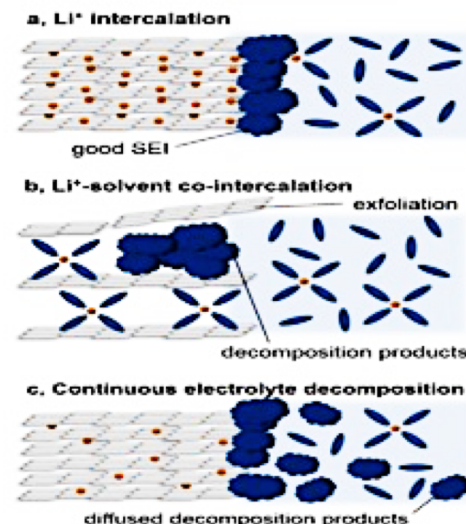 a, Li⁺ intercalation
good SEI
b, Li⁺-solvent co-intercalation
exfoliation
decomposition products
c, Continuous electrolyte decomposition
diffused decomposition products